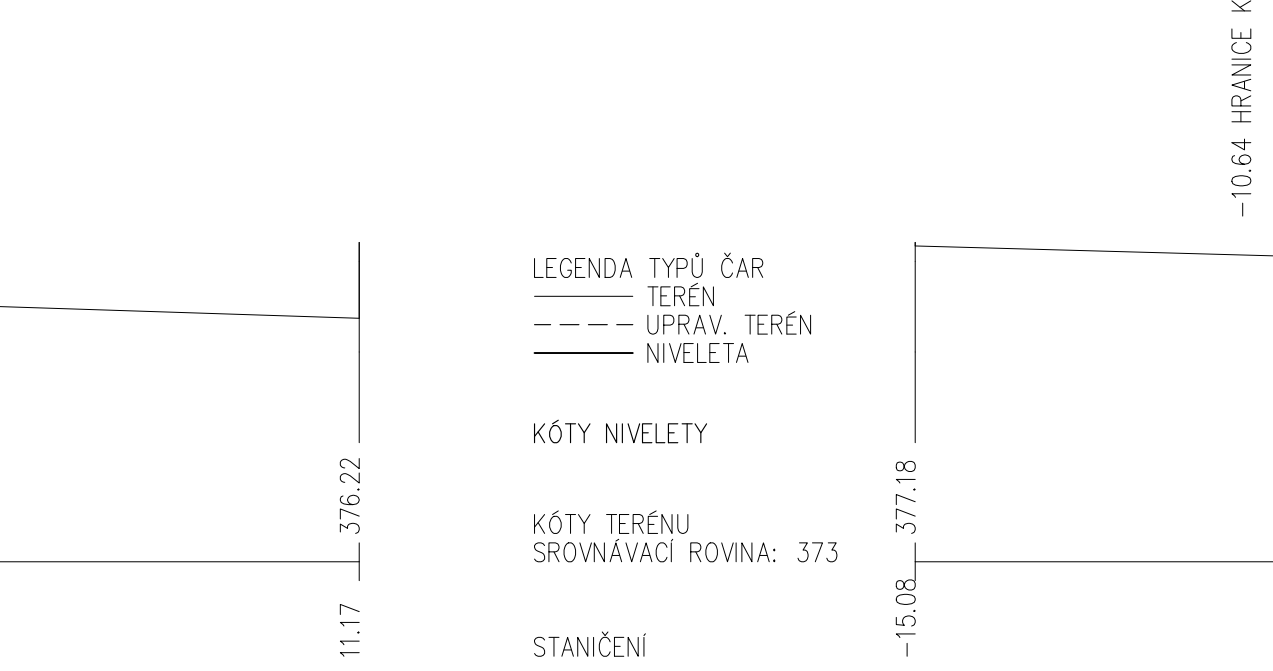 -10.64 HRANICE K
LEGENDA TYPŮ ČAR
TERÉN
UPRAV. TERÉN
NIVELETA
KÓTY NIVELETY
376.22
377.18
KÓTY TERÉNU
SROVNÁVACÍ ROVINA: 373
11.17
-15.08
STANIČENÍ